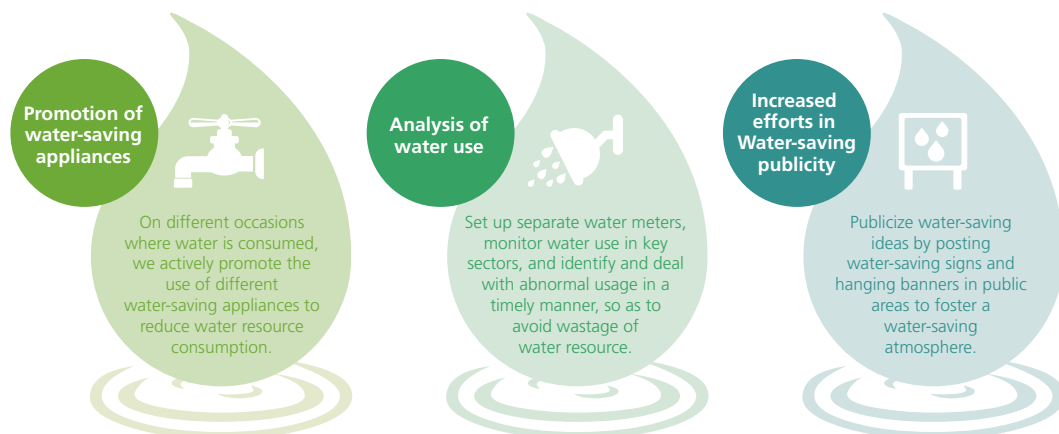 Promotion of
water-saving
appliances
On different occasions
where water is consumed,
we actively promote the
use of different
water-saving appliances to
reduce water resource
consumption.
Analysis of
water use
Set up separate water meters,
monitor water use in key
sectors, and identify and deal
with abnormal usage in a
timely manner, so as to
avoid wastage of
water resource.
Increased
efforts in
Water-saving
publicity
Publicize water-saving
ideas by posting
water-saving signs and
hanging banners in public
areas to foster a
water-saving
atmosphere.